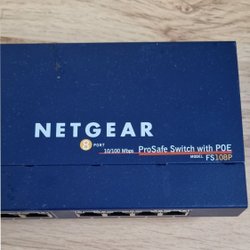 NETGEAR
8 PORT
10/100 Mbps
ProSafe Switch with POE
MODEL FS108P